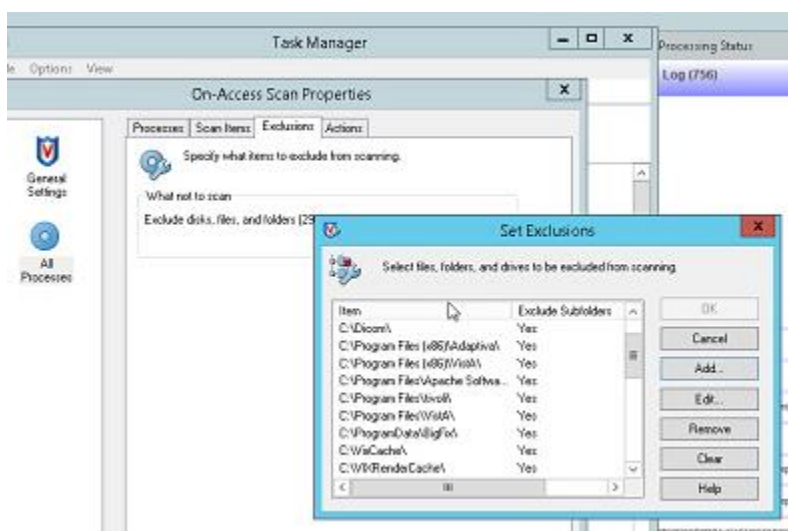 Task Manager
Processing Status
Options View
Log (756)
On-Access Scan Properties
Processes Scan Items Exclusions Actions
Specify what items to exclude from scanning.
General
Settings
What not to scan
Exclude disks, files, and folders (29
All
Processes
Set Exclusions
Select files, folders, and drives to be excluded from scanning.
Item Exclude Subfolders
OK
C:\Dicom\ Yes
Cancel
C:\Program Files (x86)\Adaptiva\ Yes
C:\Program Files (x86)\VistA\ Yes
Add...
C:\Program Files\Apache Softwa... Yes
C:\Program Files\tivoli\ Yes
Edit...
C:\Program Files\VistA\ Yes
C:\ProgramData\BigFix\ Yes
Remove
C:\VixCache\ Yes
Clear
C:\VIXRenderCache\ Yes
Help